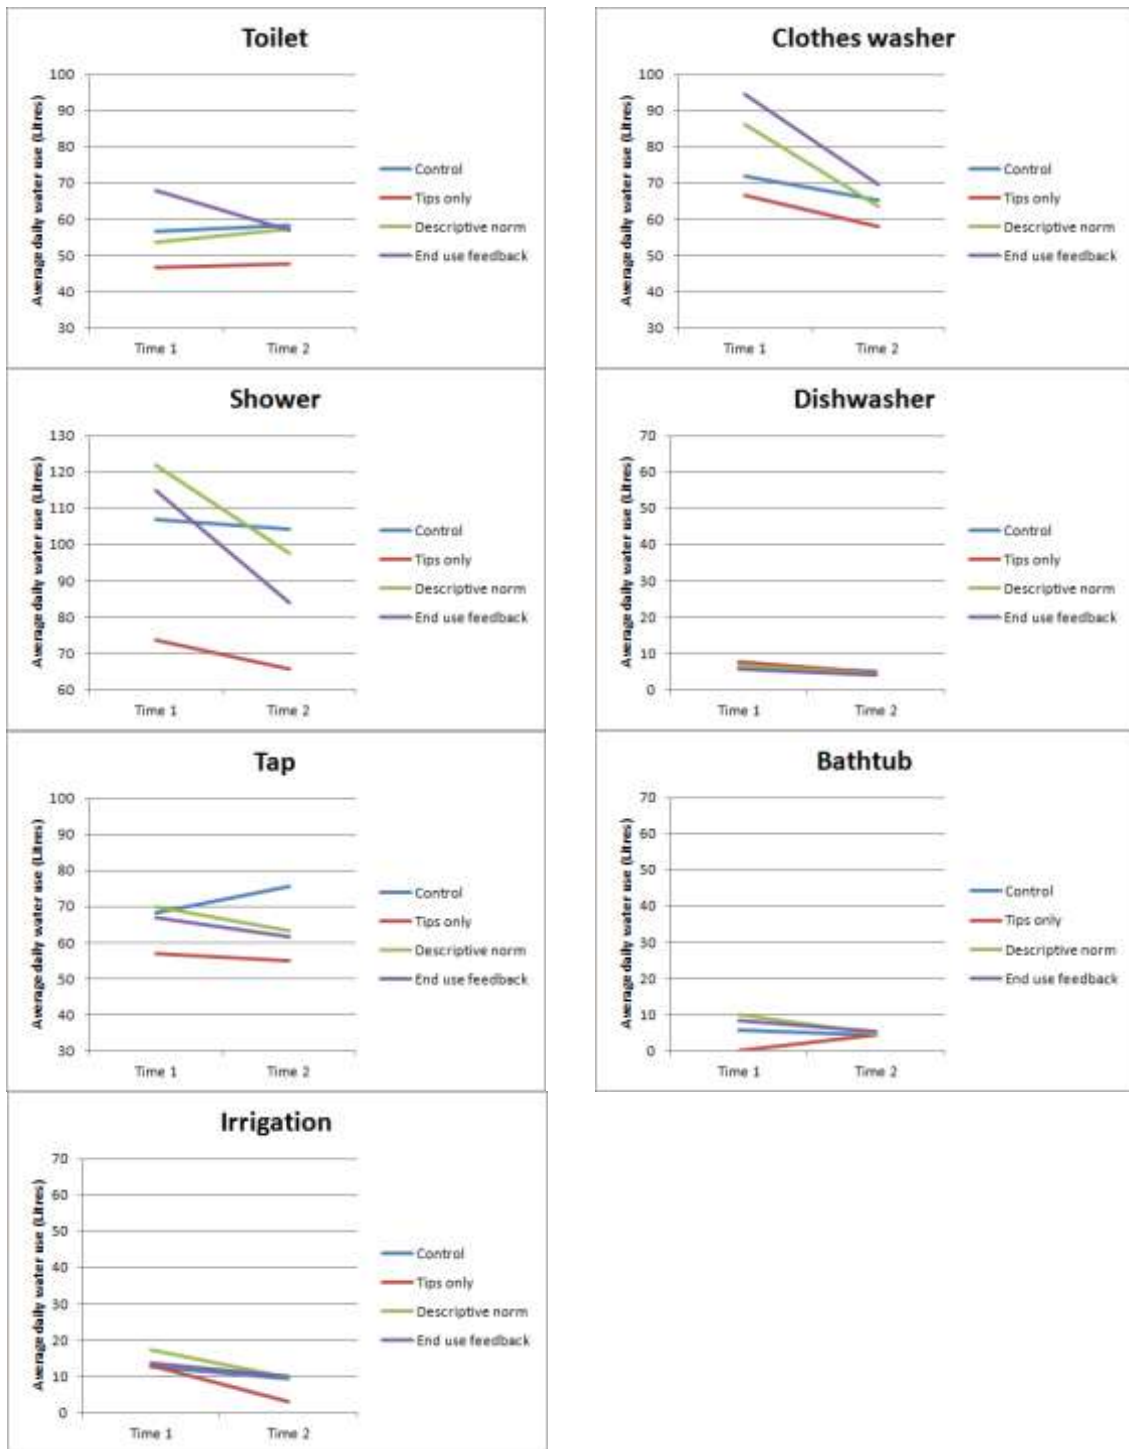 Toilet
Average daily water use (Litres)
100
90
80
70
60
50
40
30
Time 1 Time 2
Control
Tips only
Descriptive norm
End use feedback
Clothes washer
Average daily water use (Litres)
100
90
80
70
60
50
40
30
Time 1 Time 2
Control
Tips only
Descriptive norm
End use feedback
Shower
Average daily water use (Litres)
130
120
110
100
90
80
70
60
Time 1 Time 2
Control
Tips only
Descriptive norm
End use feedback
Dishwasher
Average daily water use (Litres)
70
60
50
40
30
20
10
0
Time 1 Time 2
Control
Tips only
Descriptive norm
End use feedback
Tap
Average daily water use (Litres)
100
90
80
70
60
50
40
30
Time 1 Time 2
Control
Tips only
Descriptive norm
End use feedback
Bathtub
Average daily water use (Litres)
70
60
50
40
30
20
10
0
Time 1 Time 2
Control
Tips only
Descriptive norm
End use feedback
Irrigation
Average daily water use (Litres)
70
60
50
40
30
20
10
0
Time 1 Time 2
Control
Tips only
Descriptive norm
End use feedback